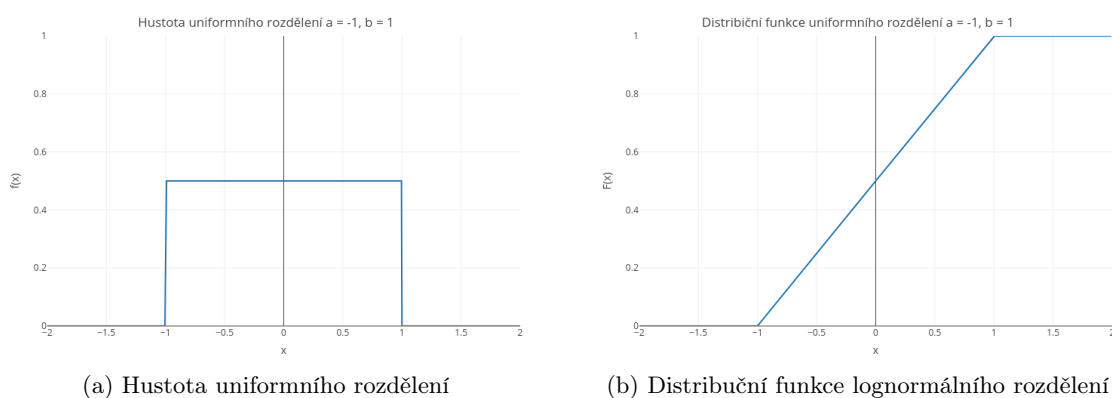 Hustota uniformního rozdělení a = -1, b = 1
1
0.8
0.6
0.4
0.2
0
f(x)
−2 −1.5 −1 −0.5 0 0.5 1 1.5 2
x
(a) Hustota uniformního rozdělení
Distribiční funkce uniformního rozdělení a = -1, b = 1
1
0.8
0.6
0.4
0.2
0
F(x)
−2 −1.5 −1 −0.5 0 0.5 1 1.5 2
x
(b) Distribuční funkce lognormálního rozdělení